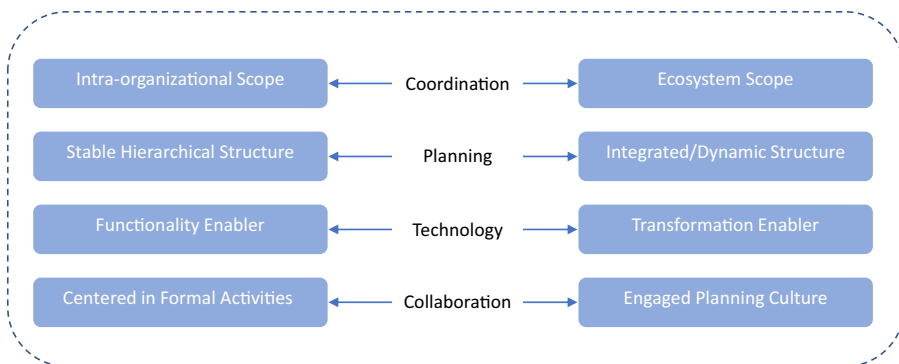 Intra-organizational Scope
Coordination
Ecosystem Scope
Stable Hierarchical Structure
Planning
Integrated/Dynamic Structure
Functionality Enabler
Technology
Transformation Enabler
Centered in Formal Activities
Collaboration
Engaged Planning Culture